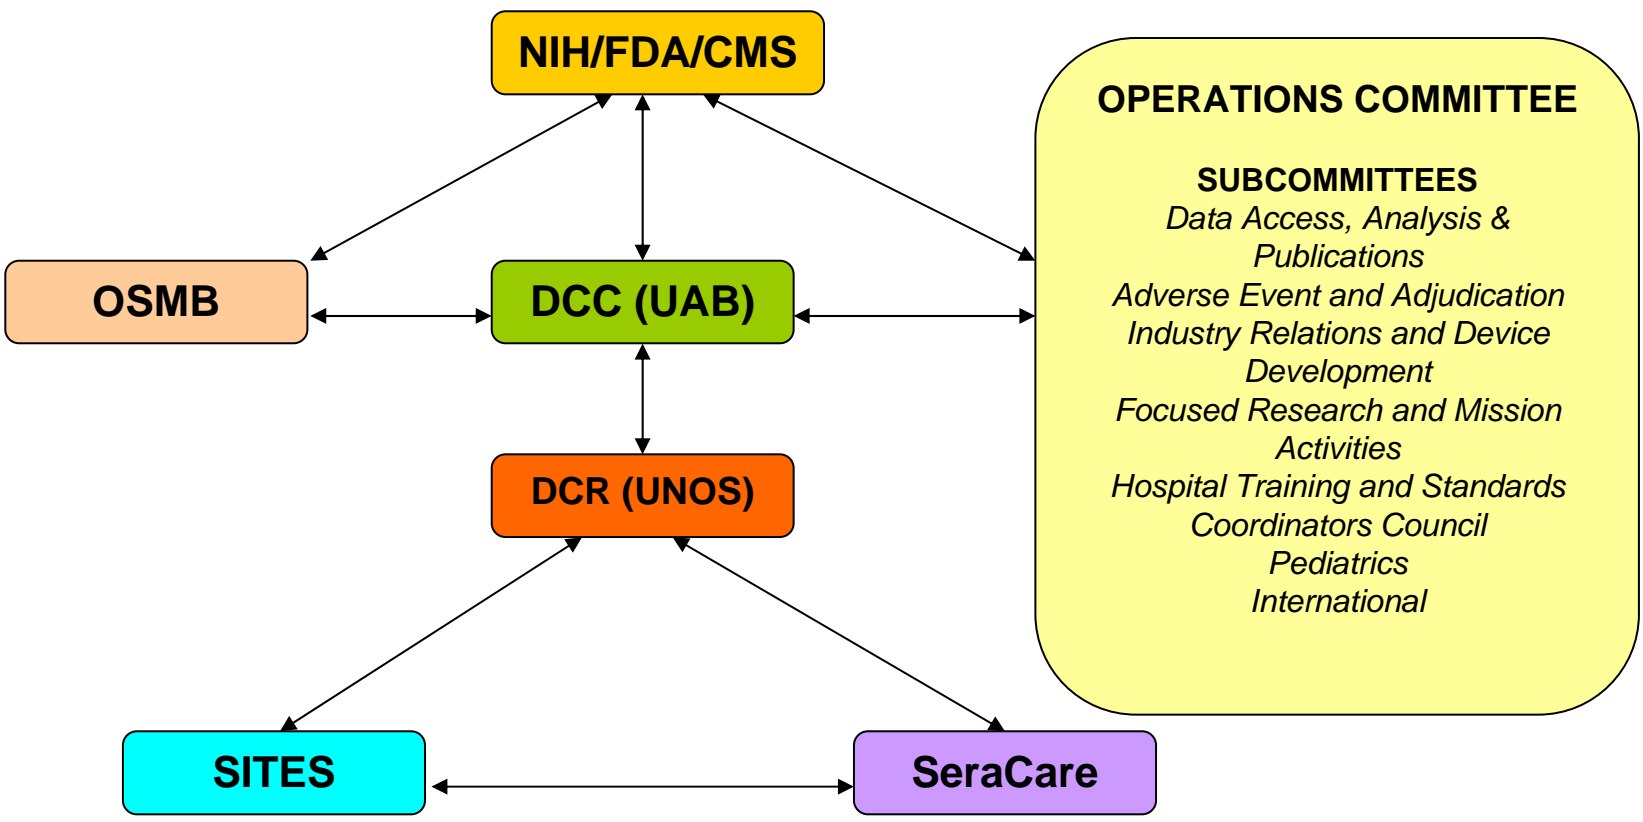 NIH/FDA/CMS
OPERATIONS COMMITTEE
SUBCOMMITTEES
Data Access, Analysis &
Publications
Adverse Event and Adjudication
Industry Relations and Device
Development
Focused Research and Mission
Activities
Hospital Training and Standards
Coordinators Council
Pediatrics
International
OSMB
DCC (UAB)
DCR (UNOS)
SITES
SeraCare